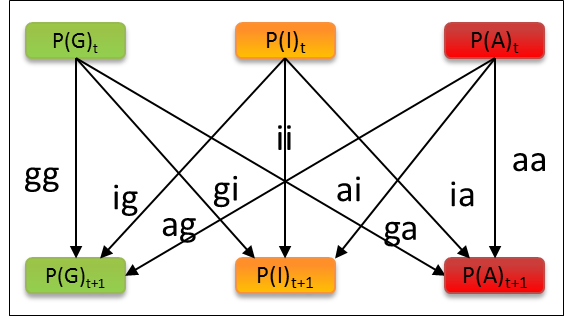 P(G)t
P(I)t
P(A)t
ii
gg
ig
gi
ai
ia
aa
ag
ga
P(G)t+1
P(I)t+1
P(A)t+1